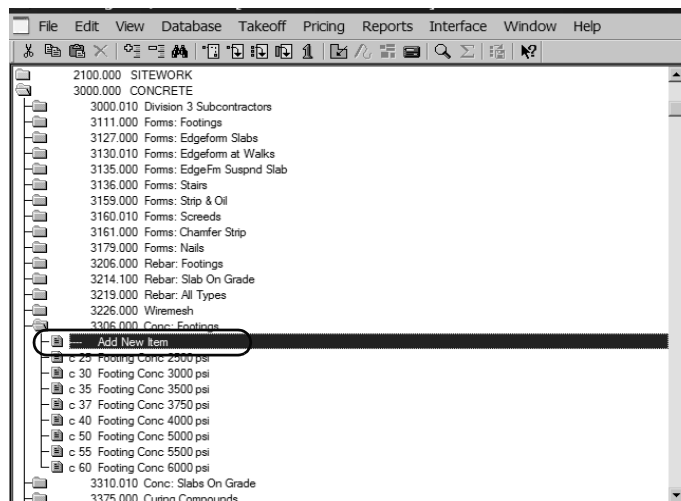 File Edit View Database Takeoff Pricing Reports Interface Window Help
2100.000 SITEWORK
3000.000 CONCRETE
3000.010 Division 3 Subcontractors
3111.000 Forms: Footings
3127.000 Forms: Edgeform Slabs
3130.010 Forms: Edgeform at Walks
3135.000 Forms: EdgeFm Suspnd Slab
3136.000 Forms: Stairs
3159.000 Forms: Strip & Oil
3160.010 Forms: Screeds
3161.000 Forms: Chamfer Strip
3179.000 Forms: Nails
3206.000 Rebar: Footings
3214.100 Rebar: Slab On Grade
3219.000 Rebar: All Types
3226.000 Wiremesh
3306.000 Conc: Footings
--- Add New Item
c 25 Footing Conc 2500 psi
c 30 Footing Conc 3000 psi
c 35 Footing Conc 3500 psi
c 37 Footing Conc 3750 psi
c 40 Footing Conc 4000 psi
c 50 Footing Conc 5000 psi
c 55 Footing Conc 5500 psi
c 60 Footing Conc 6000 psi
3310.010 Conc: Slabs On Grade
3375.000 Curing Compounds